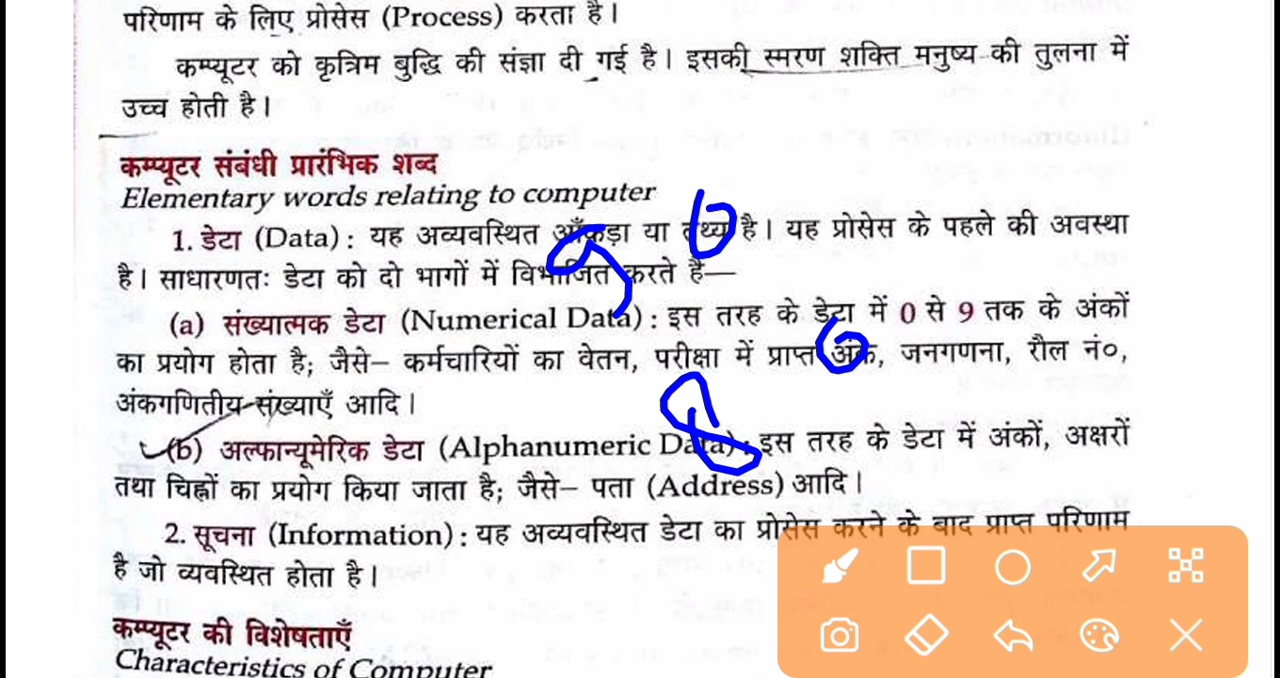 परिणाम के लिए प्रोसेस (Process) करता है।
कम्प्यूटर को कृत्रिम बुद्धि की संज्ञा दी गई है। इसकी स्मरण शक्ति मनुष्य की तुलना में
उच्च होती है।
कम्प्यूटर संबंधी प्रारंभिक शब्द
Elementary words relating to computer
1. डेटा (Data) : यह अव्यवस्थित आँकड़ा या तथ्य है। यह प्रोसेस के पहले की अवस्था
है। साधारणतः डेटा को दो भागों में विभाजित करते हैं—
(a) संख्यात्मक डेटा (Numerical Data) : इस तरह के डेटा में 0 से 9 तक के अंकों
का प्रयोग होता है; जैसे– कर्मचारियों का वेतन, परीक्षा में प्राप्त अंक, जनगणना, रौल नं०,
अंकगणितीय संख्याएँ आदि।
(b) अल्फान्यूमेरिक डेटा (Alphanumeric Data) : इस तरह के डेटा में अंकों, अक्षरों
तथा चिह्नों का प्रयोग किया जाता है; जैसे– पता (Address) आदि।
2. सूचना (Information) : यह अव्यवस्थित डेटा का प्रोसेस करने के बाद प्राप्त परिणाम
है जो व्यवस्थित होता है।
कम्प्यूटर की विशेषताएँ
Characteristics of Computer